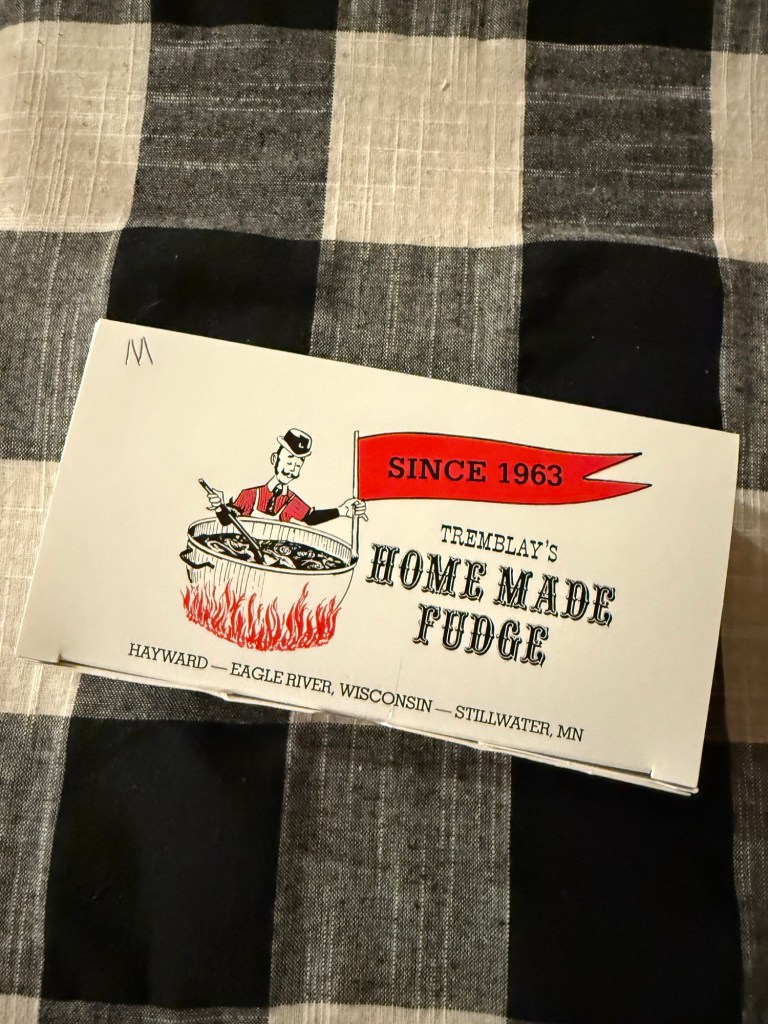 M
SINCE 1963
TREMBLAY'S
HOME MADE
FUDGE
HAYWARD — EAGLE RIVER, WISCONSIN — STILLWATER, MN